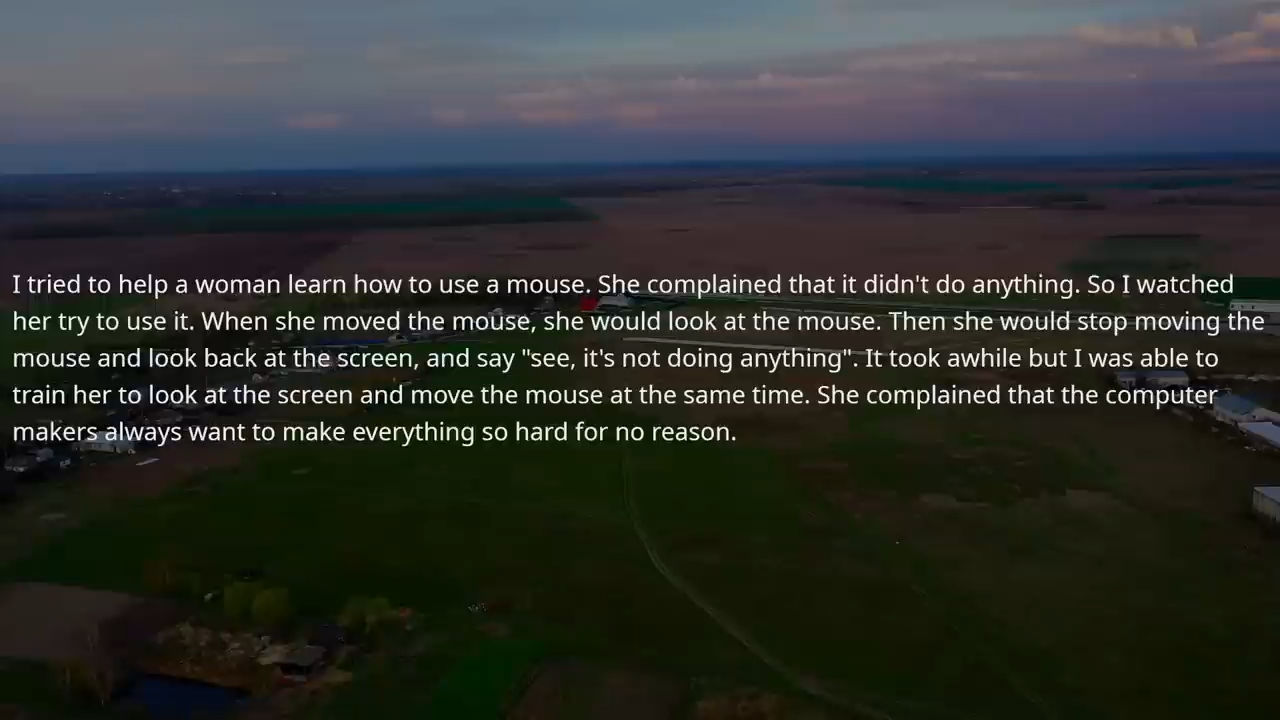 I tried to help a woman learn how to use a mouse. She complained that it didn't do anything. So I watched
her try to use it. When she moved the mouse, she would look at the mouse. Then she would stop moving the
mouse and look back at the screen, and say "see, it's not doing anything". It took awhile but I was able to
train her to look at the screen and move the mouse at the same time. She complained that the computer
makers always want to make everything so hard for no reason.